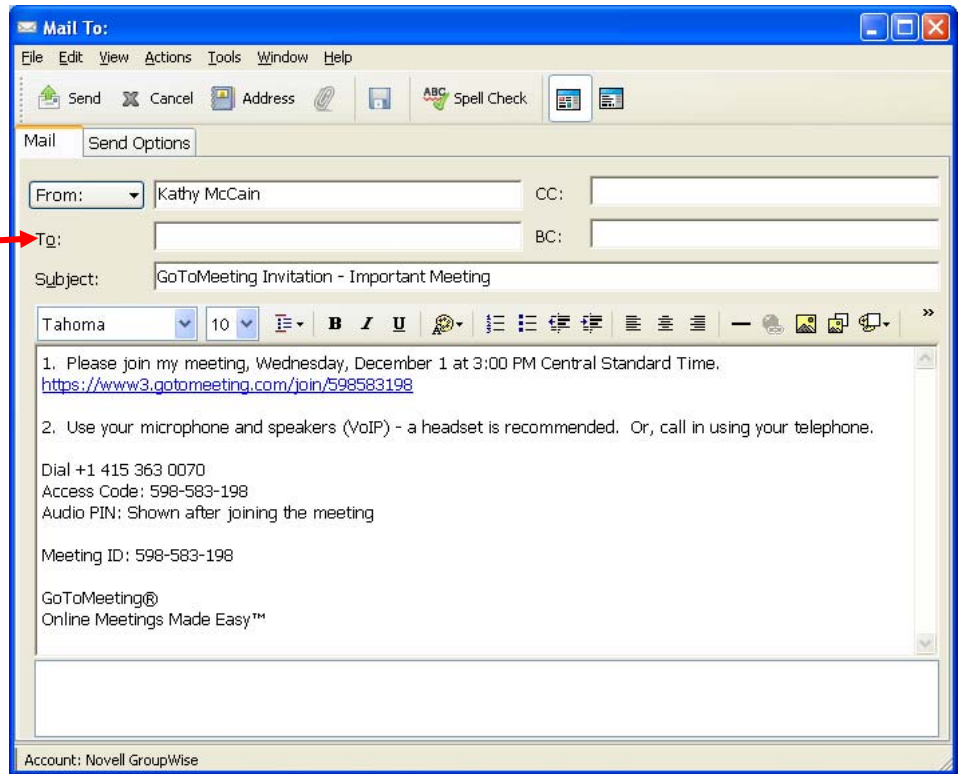 Mail To:
File Edit View Actions Tools Window Help
Send Cancel Address ABC Spell Check
Mail Send Options
From: Kathy McCain CC:
To: BC:
Subject: GoToMeeting Invitation - Important Meeting
Tahoma 10 B I U A »
1. Please join my meeting, Wednesday, December 1 at 3:00 PM Central Standard Time.
https://www3.gotomeeting.com/join/598583198
2. Use your microphone and speakers (VoIP) - a headset is recommended. Or, call in using your telephone.
Dial +1 415 363 0070
Access Code: 598-583-198
Audio PIN: Shown after joining the meeting
Meeting ID: 598-583-198
GoToMeeting®
Online Meetings Made Easy™
Account: Novell GroupWise